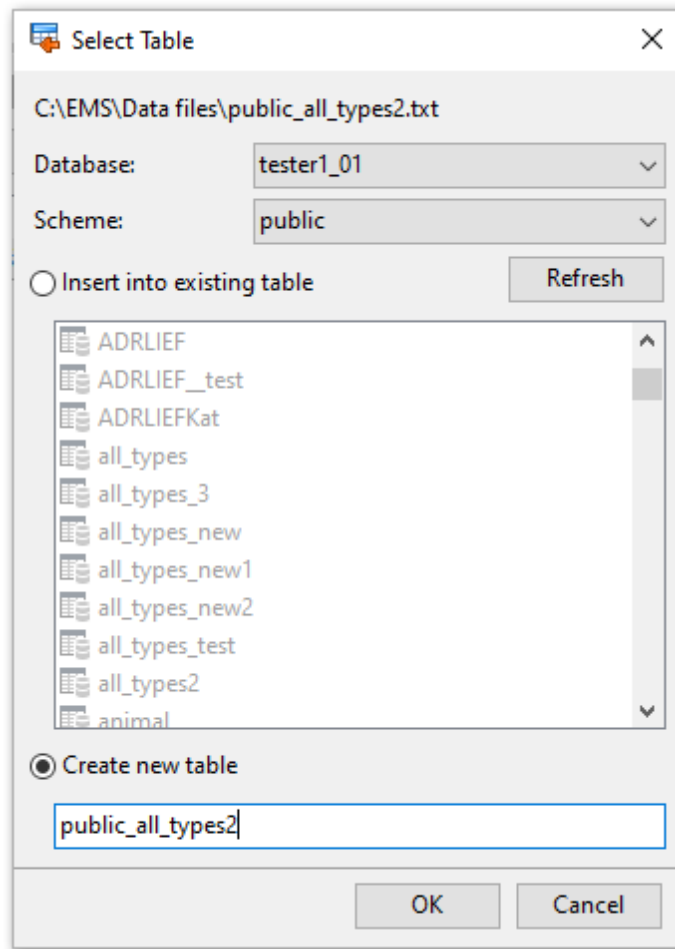 Select Table
C:\EMS\Data files\public_all_types2.txt
Database: tester1_01
Scheme: public
Insert into existing table Refresh
ADRLIEF
ADRLIEF__test
ADRLIEFKat
all_types
all_types_3
all_types_new
all_types_new1
all_types_new2
all_types_test
all_types2
animal
Create new table
public_all_types2
OK Cancel